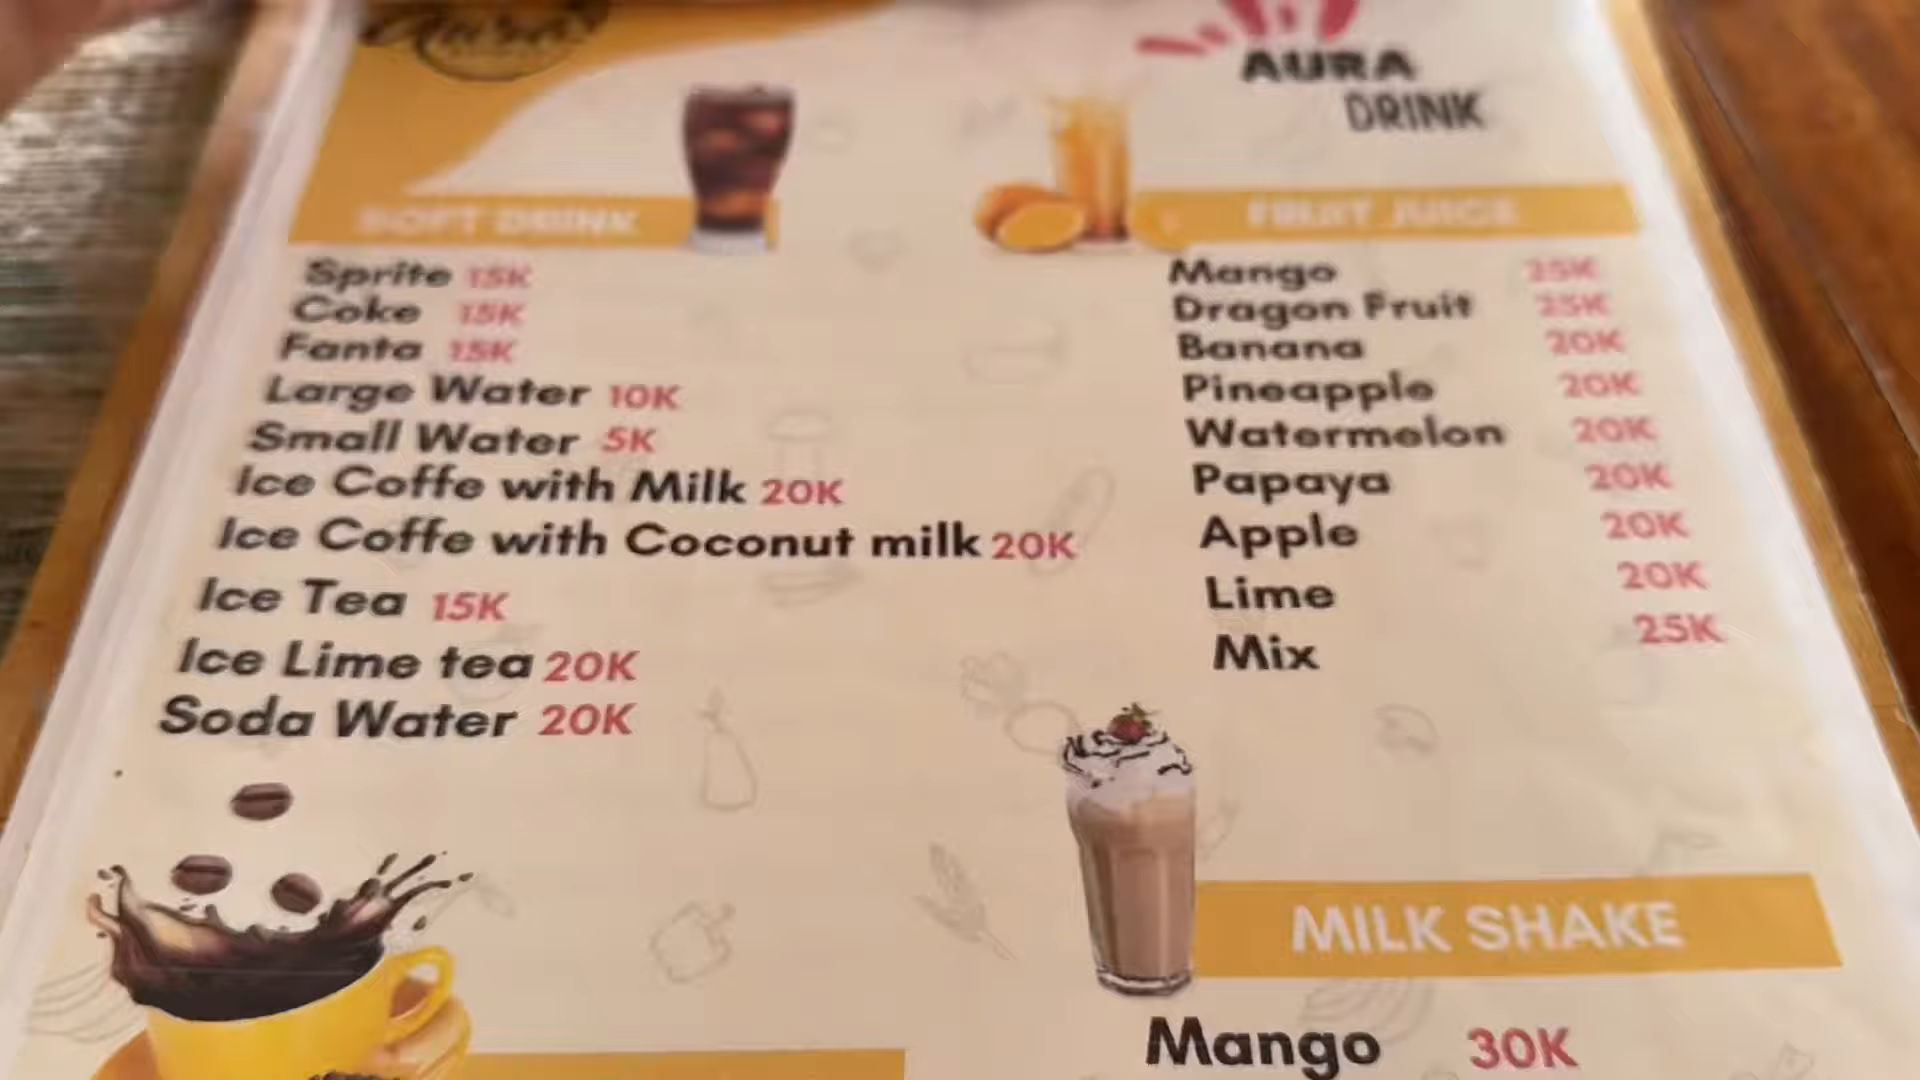 Aura
AURA
DRINK
SOFT DRINK
Sprite 15K
Coke 15K
Fanta 15K
Large Water 10K
Small Water 5K
Ice Coffe with Milk 20K
Ice Coffe with Coconut milk 20K
Ice Tea 15K
Ice Lime tea 20K
Soda Water 20K
FRUIT JUICE
Mango 25K
Dragon Fruit 25K
Banana 20K
Pineapple 20K
Watermelon 20K
Papaya 20K
Apple 20K
Lime 20K
Mix 25K
MILK SHAKE
Mango 30K